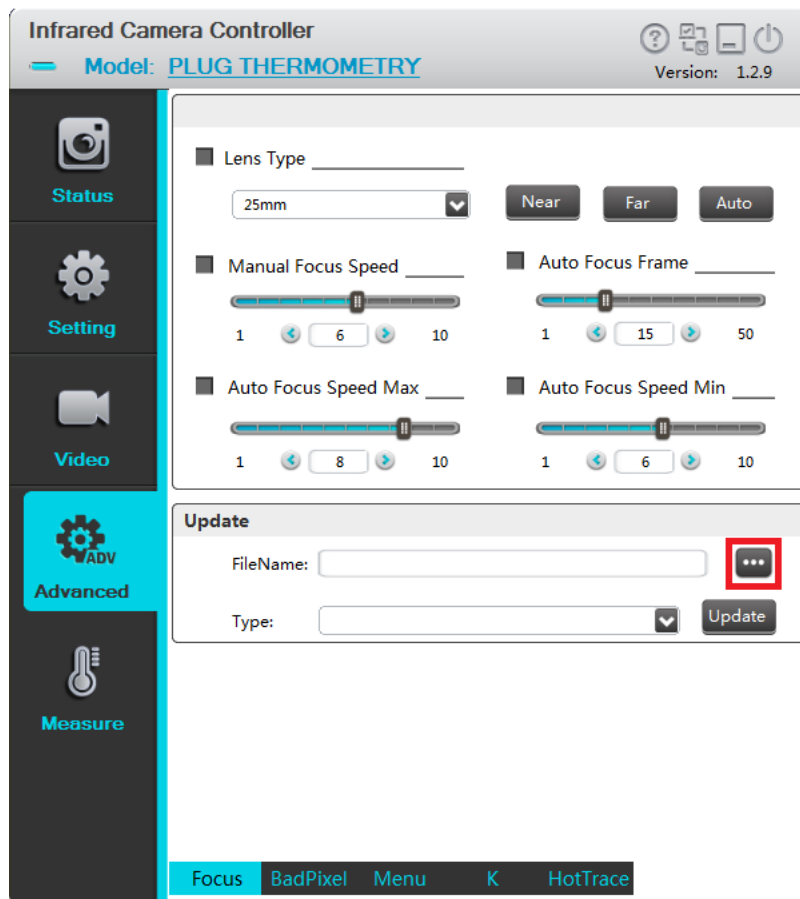 Infrared Camera Controller
Model: PLUG THERMOMETRY
Version: 1.2.9
Status
Setting
Video
ADV
Advanced
Measure
Lens Type
25mm
Near Far Auto
Manual Focus Speed
1 6 10
Auto Focus Frame
1 15 50
Auto Focus Speed Max
1 8 10
Auto Focus Speed Min
1 6 10
Update
FileName:
...
Type:
Update
Focus BadPixel Menu K HotTrace